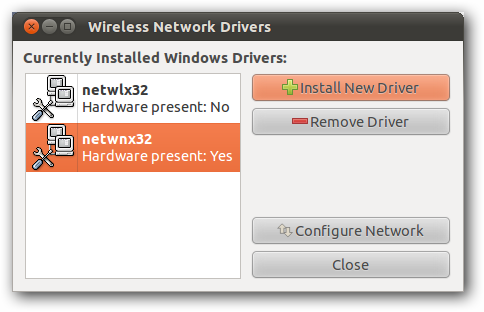 Wireless Network Drivers
Currently Installed Windows Drivers:
netwlx32
Hardware present: No
netwnx32
Hardware present: Yes
Install New Driver
Remove Driver
Configure Network
Close